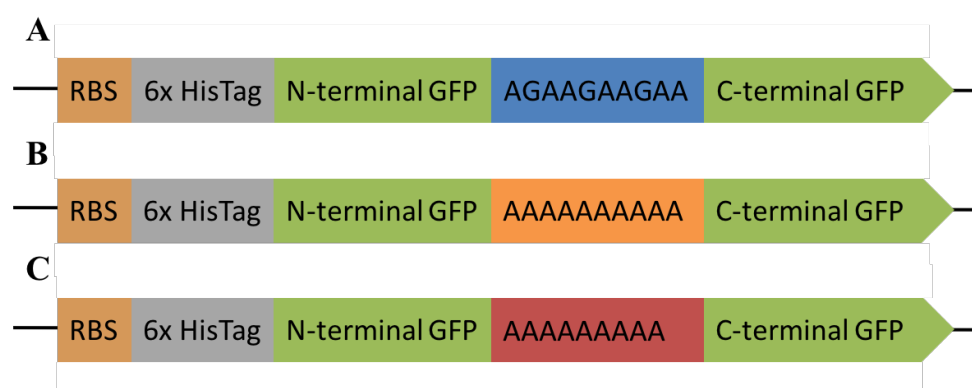 A
RBS 6x HisTag N-terminal GFP AGAAGAAGAA C-terminal GFP
B
RBS 6x HisTag N-terminal GFP AAAAAAAAAA C-terminal GFP
C
RBS 6x HisTag N-terminal GFP AAAAAAAAA C-terminal GFP